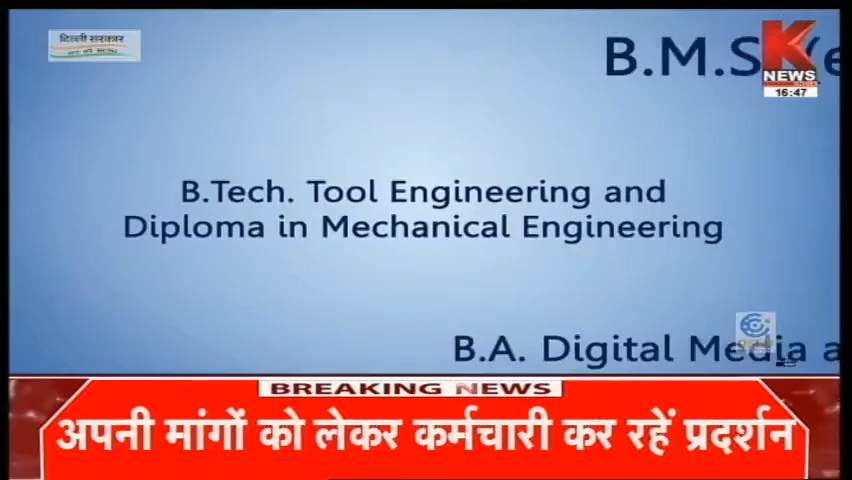 दिल्ली सरकार
B.M.S. (e
K
NEWS
16:47
B.Tech. Tool Engineering and
Diploma in Mechanical Engineering
B.A. Digital Media a
BREAKING NEWS
अपनी मांगों को लेकर कर्मचारी कर रहें प्रदर्शन